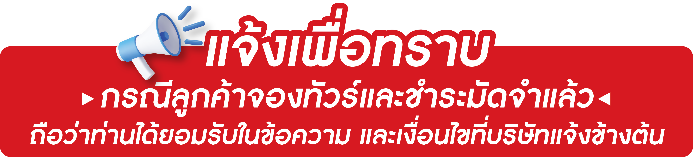 แจ้งเพื่อทราบ
กรณีลูกค้าจองทัวร์และชำระมัดจำแล้ว
ถือว่าท่านได้ยอมรับในข้อความ และเงื่อนไขที่บริษัทแจ้งข้างต้น